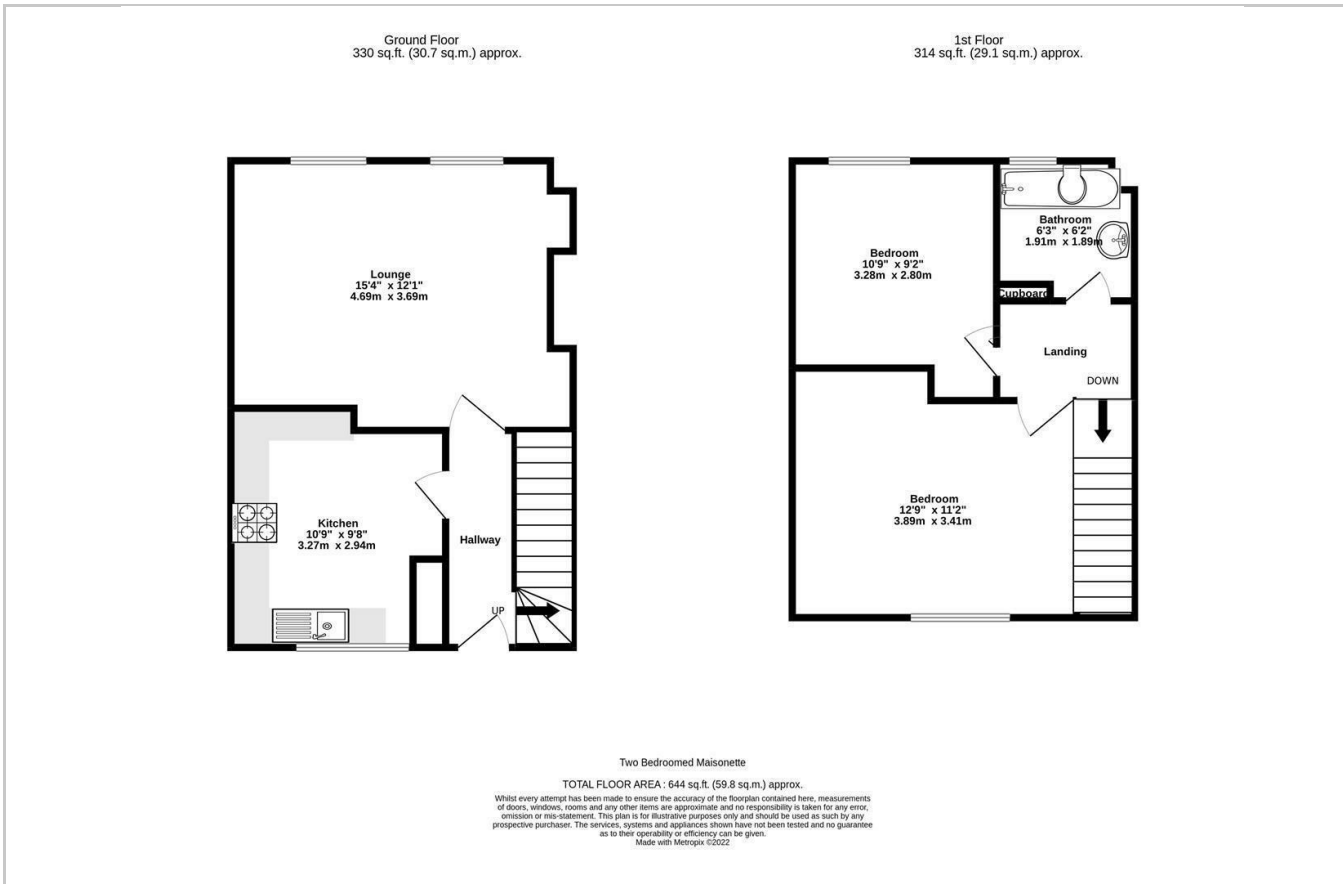 Ground Floor
330 sq.ft. (30.7 sq.m.) approx.
1st Floor
314 sq.ft. (29.1 sq.m.) approx.
Lounge
15'4" x 12'1"
4.69m x 3.69m
Kitchen
10'9" x 9'8"
3.27m x 2.94m
Hallway
UP
Bedroom
10'9" x 9'2"
3.28m x 2.80m
Bathroom
6'3" x 6'2"
1.91m x 1.89m
Cupboard
Landing
DOWN
Bedroom
12'9" x 11'2"
3.89m x 3.41m
Two Bedroomed Maisonette
TOTAL FLOOR AREA : 644 sq.ft. (59.8 sq.m.) approx.
Whilst every attempt has been made to ensure the accuracy of the floorplan contained here, measurements
of doors, windows, rooms and any other items are approximate and no responsibility is taken for any error,
omission or mis-statement. This plan is for illustrative purposes only and should be used as such by any
prospective purchaser. The services, systems and appliances shown have not been tested and no guarantee
as to their operability or efficiency can be given.
Made with Metropix ©2022